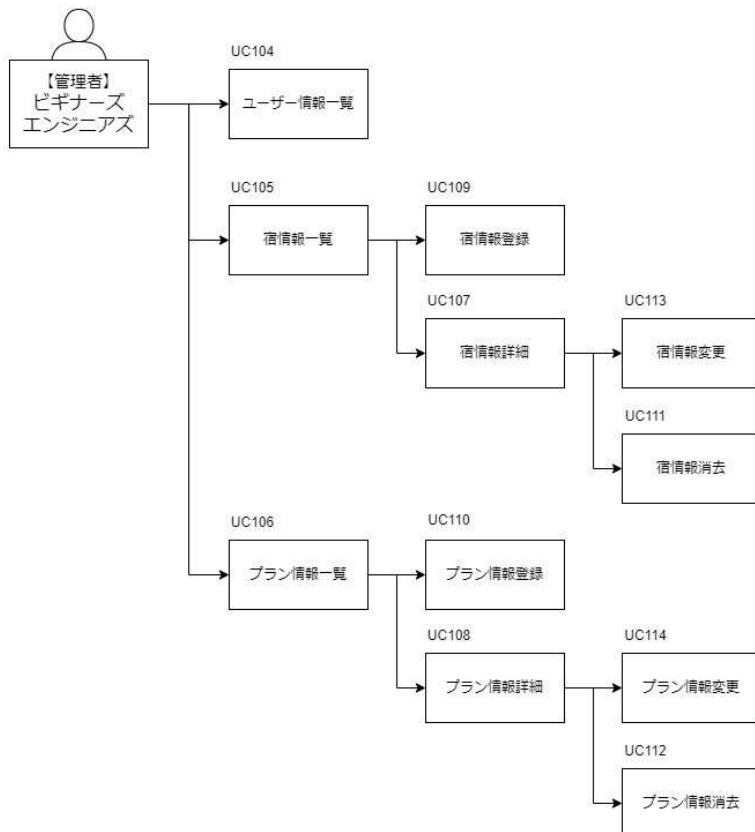 UC104
【管理者】
ビギナーズ
エンジニアズ
ユーザー情報一覧
UC105
UC109
宿情報一覧
宿情報登録
UC107
UC113
宿情報詳細
宿情報変更
UC111
宿情報消去
UC106
UC110
プラン情報一覧
プラン情報登録
UC108
UC114
プラン情報詳細
プラン情報変更
UC112
プラン情報消去